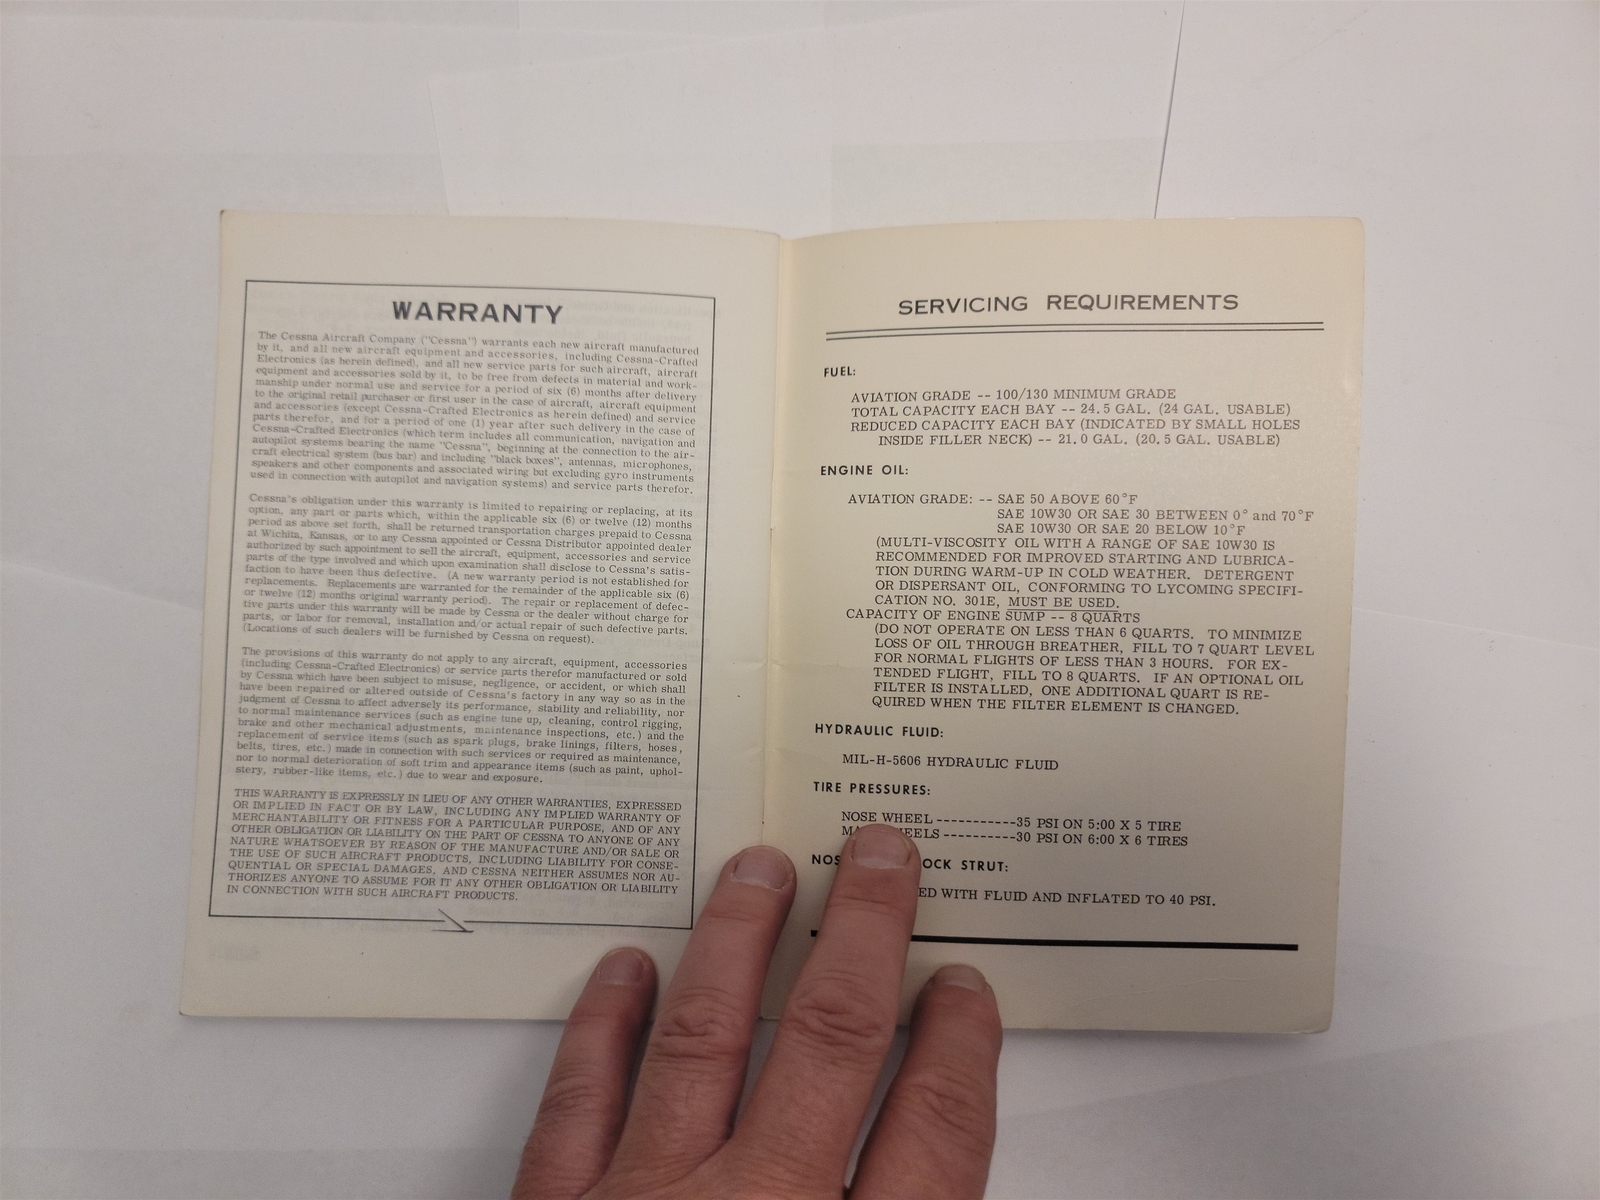 WARRANTY
The Cessna Aircraft Company ("Cessna") warrants each new aircraft manufactured
by it, and all new aircraft equipment and accessories, including Cessna-Crafted
Electronics (as herein defined), and all new service parts for such aircraft, aircraft
equipment and accessories sold by it, to be free from defects in material and work-
manship under normal use and service for a period of six (6) months after delivery
to the original retail purchaser or first user in the case of aircraft, aircraft equipment
and accessories (except Cessna-Crafted Electronics as herein defined) and service
parts therefor, and for a period of one (1) year after such delivery in the case of
Cessna-Crafted Electronics (which term includes all communication, navigation and
autopilot systems bearing the name "Cessna", beginning at the connection to the air-
craft electrical system (bus bar) and including "black boxes", antennas, microphones,
speakers and other components and associated wiring but excluding gyro instruments
used in connection with autopilot and navigation systems) and service parts therefor.
Cessna's obligation under this warranty is limited to repairing or replacing, at its
option, any part or parts which, within the applicable six (6) or twelve (12) months
period as above set forth, shall be returned transportation charges prepaid to Cessna
at Wichita, Kansas, or to any Cessna appointed or Cessna Distributor appointed dealer
authorized by such appointment to sell the aircraft, equipment, accessories and service
parts of the type involved and which upon examination shall disclose to Cessna's satis-
faction to have been thus defective. (A new warranty period is not established for
replacements. Replacements are warranted for the remainder of the applicable six (6)
or twelve (12) months original warranty period). The repair or replacement of defec-
tive parts under this warranty will be made by Cessna or the dealer without charge for
parts, or labor for removal, installation and/or actual repair of such defective parts.
(Locations of such dealers will be furnished by Cessna on request).
The provisions of this warranty do not apply to any aircraft, equipment, accessories
(including Cessna-Crafted Electronics) or service parts therefor manufactured or sold
by Cessna which have been subject to misuse, negligence, or accident, or which shall
have been repaired or altered outside of Cessna's factory in any way so as in the
judgment of Cessna to affect adversely its performance, stability and reliability, nor
to normal maintenance services (such as engine tune up, cleaning, control rigging,
brake and other mechanical adjustments, maintenance inspections, etc.) and the
replacement of service items (such as spark plugs, brake linings, filters, hoses,
belts, tires, etc.) made in connection with such services or required as maintenance,
nor to normal deterioration of soft trim and appearance items (such as paint, uphol-
stery, rubber-like items, etc.) due to wear and exposure.
THIS WARRANTY IS EXPRESSLY IN LIEU OF ANY OTHER WARRANTIES, EXPRESSED
OR IMPLIED IN FACT OR BY LAW, INCLUDING ANY IMPLIED WARRANTY OF
MERCHANTABILITY OR FITNESS FOR A PARTICULAR PURPOSE, AND OF ANY
OTHER OBLIGATION OR LIABILITY ON THE PART OF CESSNA TO ANYONE OF ANY
NATURE WHATSOEVER BY REASON OF THE MANUFACTURE AND/OR SALE OR
THE USE OF SUCH AIRCRAFT PRODUCTS, INCLUDING LIABILITY FOR CONSE-
QUENTIAL OR SPECIAL DAMAGES, AND CESSNA NEITHER ASSUMES NOR AU-
THORIZES ANYONE TO ASSUME FOR IT ANY OTHER OBLIGATION OR LIABILITY
IN CONNECTION WITH SUCH AIRCRAFT PRODUCTS.
SERVICING REQUIREMENTS
FUEL:
AVIATION GRADE -- 100/130 MINIMUM GRADE
TOTAL CAPACITY EACH BAY -- 24.5 GAL. (24 GAL. USABLE)
REDUCED CAPACITY EACH BAY (INDICATED BY SMALL HOLES
INSIDE FILLER NECK) -- 21.0 GAL. (20.5 GAL. USABLE)
ENGINE OIL:
AVIATION GRADE: -- SAE 50 ABOVE 60°F
SAE 10W30 OR SAE 30 BETWEEN 0° and 70°F
SAE 10W30 OR SAE 20 BELOW 10°F
(MULTI-VISCOSITY OIL WITH A RANGE OF SAE 10W30 IS
RECOMMENDED FOR IMPROVED STARTING AND LUBRICA-
TION DURING WARM-UP IN COLD WEATHER. DETERGENT
OR DISPERSANT OIL, CONFORMING TO LYCOMING SPECIFI-
CATION NO. 301E, MUST BE USED.
CAPACITY OF ENGINE SUMP -- 8 QUARTS
(DO NOT OPERATE ON LESS THAN 6 QUARTS. TO MINIMIZE
LOSS OF OIL THROUGH BREATHER, FILL TO 7 QUART LEVEL
FOR NORMAL FLIGHTS OF LESS THAN 3 HOURS. FOR EX-
TENDED FLIGHT, FILL TO 8 QUARTS. IF AN OPTIONAL OIL
FILTER IS INSTALLED, ONE ADDITIONAL QUART IS RE-
QUIRED WHEN THE FILTER ELEMENT IS CHANGED.
HYDRAULIC FLUID:
MIL-H-5606 HYDRAULIC FLUID
TIRE PRESSURES:
NOSE WHEEL -----------35 PSI ON 5:00 X 5 TIRE
----------30 PSI ON 6:00 X 6 TIRES
STRUT:
WITH FLUID AND INFLATED TO 40 PSI.